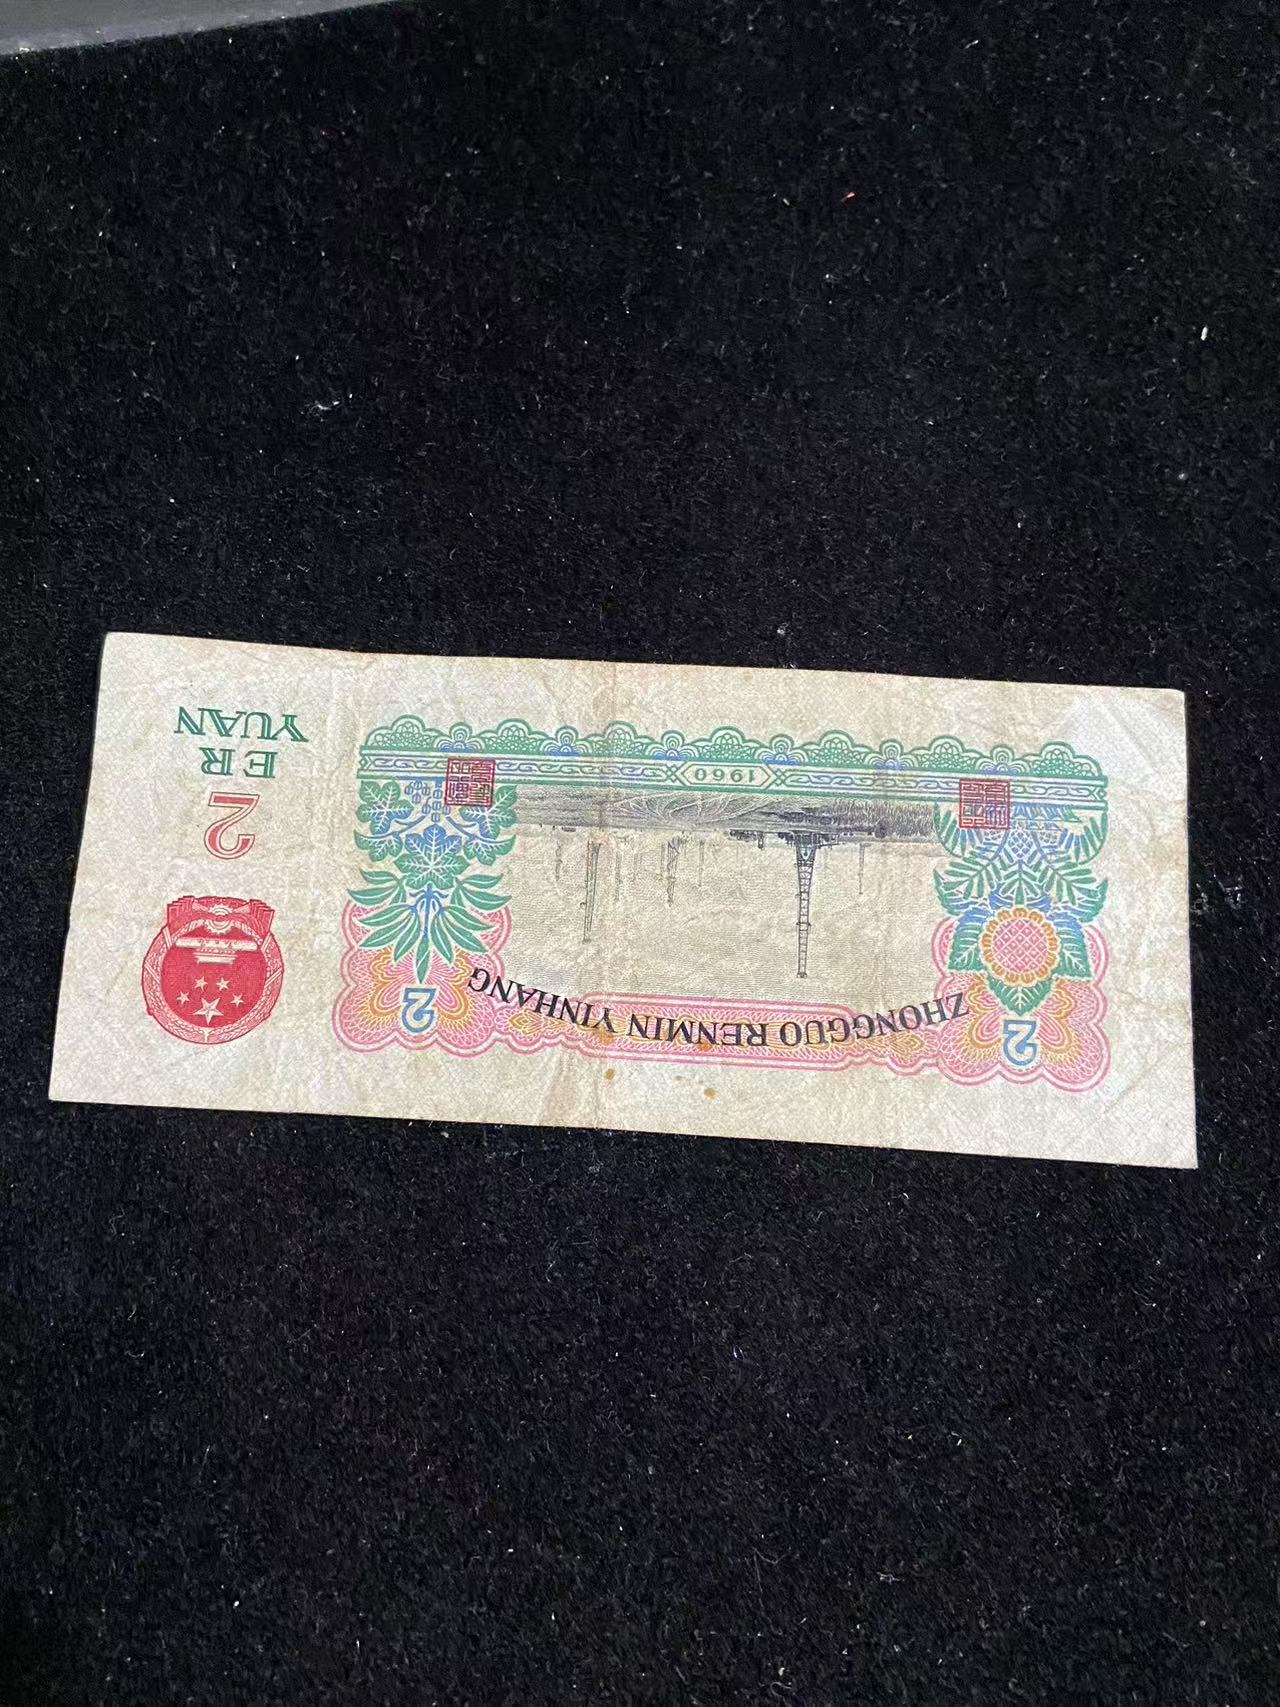 ZHONGGUO RENMIN YINHANG
2
2
2
ER
YUAN
1960